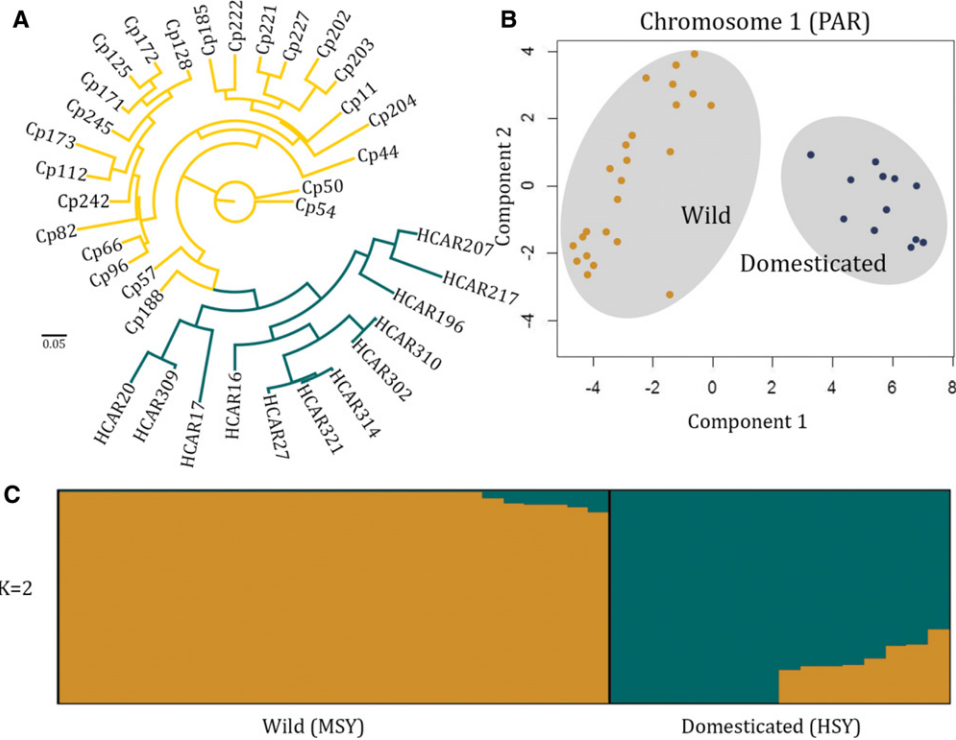 A
Cp185
Cp222
Cp221
Cp227
Cp202
Cp203
Cp11
Cp204
Cp44
Cp50
Cp54
Cp128
Cp172
Cp125
Cp171
Cp245
Cp173
Cp112
Cp242
Cp82
Cp66
Cp96
Cp57
Cp188
0.05
HCAR207
HCAR217
HCAR196
HCAR310
HCAR302
HCAR314
HCAR321
HCAR27
HCAR16
HCAR17
HCAR309
HCAR20
B
Chromosome 1 (PAR)
Component 2
4
2
0
-2
-4
Wild
Domesticated
-4
-2
0
2
4
6
8
Component 1
C
K=2
Wild (MSY)
Domesticated (HSY)